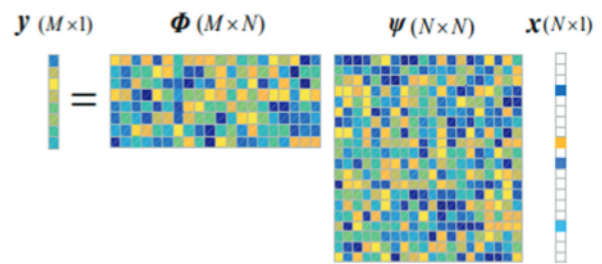 y (M×1) Φ (M×N) ψ (N×N) x (N×1)
=